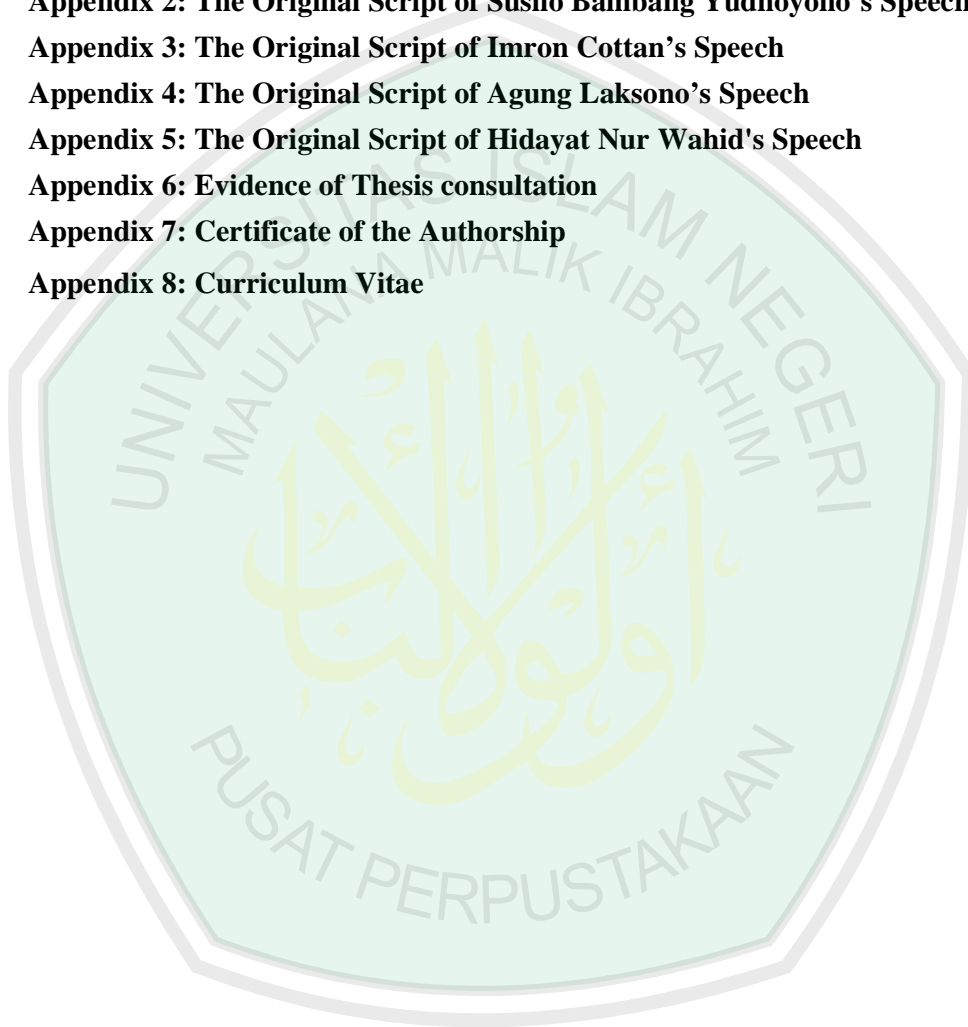 Appendix 2: The Original Script of Susilo Bambang Yudhoyono's Speech
Appendix 3: The Original Script of Imron Cottan's Speech
Appendix 4: The Original Script of Agung Laksono's Speech
Appendix 5: The Original Script of Hidayat Nur Wahid's Speech
Appendix 6: Evidence of Thesis consultation
Appendix 7: Certificate of the Authorship
Appendix 8: Curriculum Vitae
UNIVERSITAS ISLAM NEGERI
MAULANA MALIK IBRAHIM
PUSAT PERPUSTAKAAN